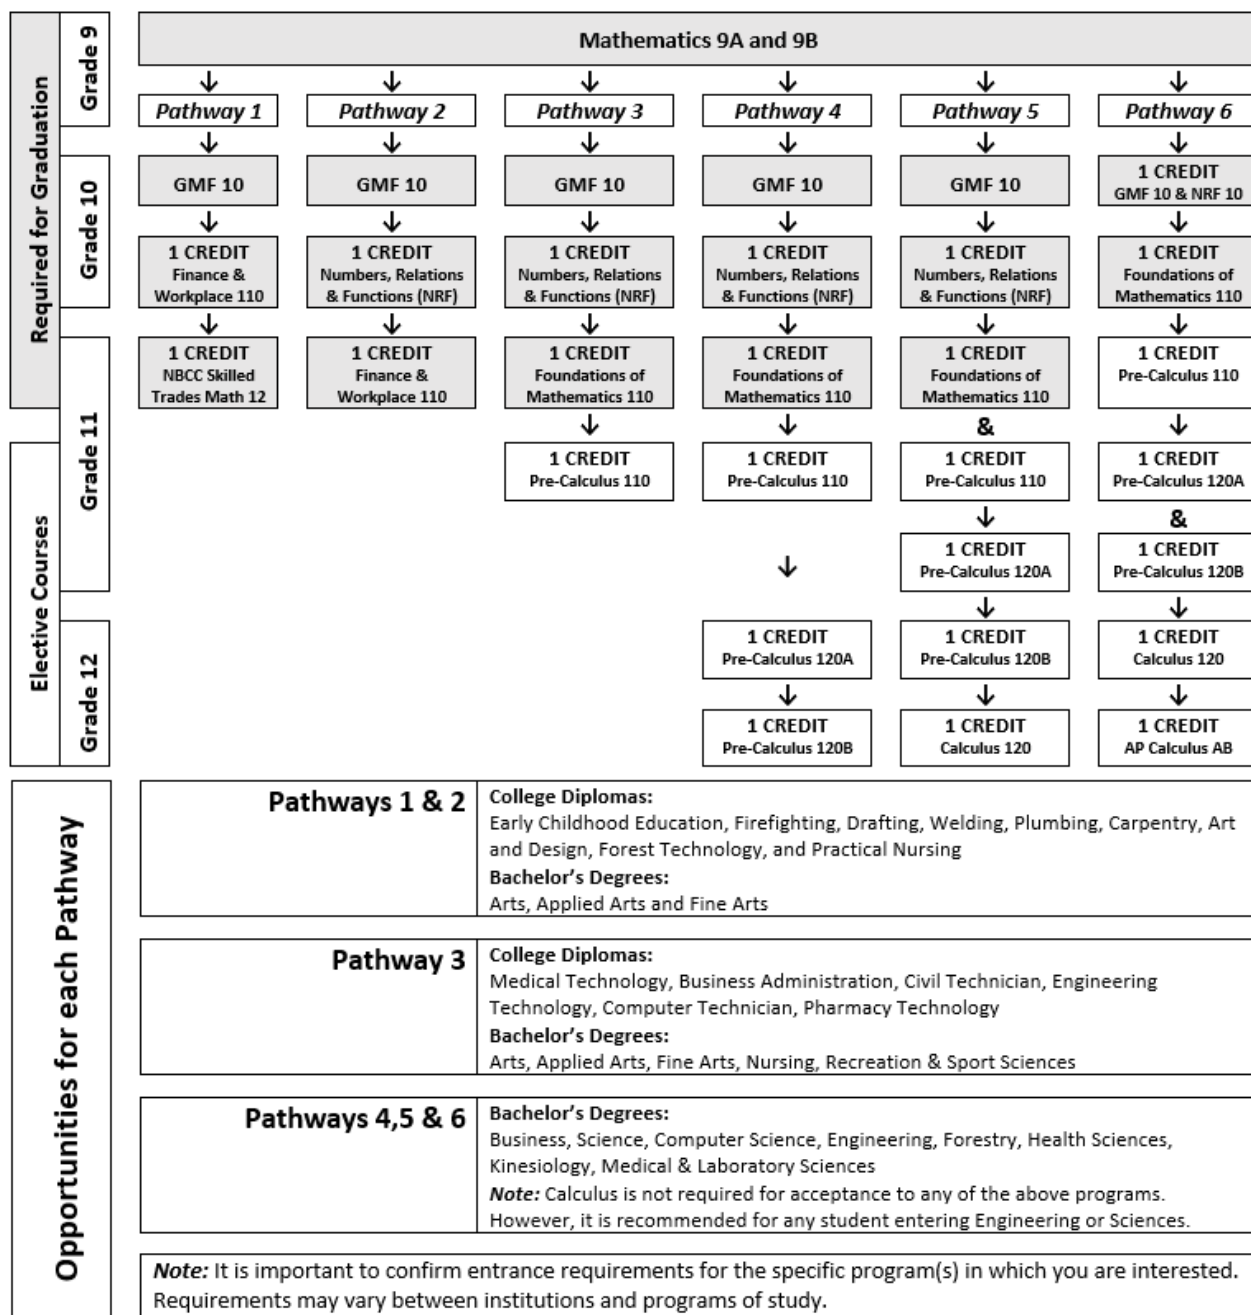 Required for Graduation
Elective Courses
Grade 9
Grade 10
Grade 11
Grade 12
Mathematics 9A and 9B
Pathway 1
Pathway 2
Pathway 3
Pathway 4
Pathway 5
Pathway 6
GMF 10
GMF 10
GMF 10
GMF 10
GMF 10
1 CREDIT
GMF 10 & NRF 10
1 CREDIT
Finance &
Workplace 110
1 CREDIT
Numbers, Relations
& Functions (NRF)
1 CREDIT
Numbers, Relations
& Functions (NRF)
1 CREDIT
Numbers, Relations
& Functions (NRF)
1 CREDIT
Numbers, Relations
& Functions (NRF)
1 CREDIT
Foundations of
Mathematics 110
1 CREDIT
NBCC Skilled
Trades Math 12
1 CREDIT
Finance &
Workplace 110
1 CREDIT
Foundations of
Mathematics 110
1 CREDIT
Foundations of
Mathematics 110
1 CREDIT
Foundations of
Mathematics 110
1 CREDIT
Pre-Calculus 110
&
1 CREDIT
Pre-Calculus 110
1 CREDIT
Pre-Calculus 110
1 CREDIT
Pre-Calculus 110
1 CREDIT
Pre-Calculus 120A
&
1 CREDIT
Pre-Calculus 120A
1 CREDIT
Pre-Calculus 120B
1 CREDIT
Pre-Calculus 120A
1 CREDIT
Pre-Calculus 120B
1 CREDIT
Calculus 120
1 CREDIT
Pre-Calculus 120B
1 CREDIT
Calculus 120
1 CREDIT
AP Calculus AB
Opportunities for each Pathway
Pathways 1 & 2
College Diplomas:
Early Childhood Education, Firefighting, Drafting, Welding, Plumbing, Carpentry, Art
and Design, Forest Technology, and Practical Nursing
Bachelor's Degrees:
Arts, Applied Arts and Fine Arts
Pathway 3
College Diplomas:
Medical Technology, Business Administration, Civil Technician, Engineering
Technology, Computer Technician, Pharmacy Technology
Bachelor's Degrees:
Arts, Applied Arts, Fine Arts, Nursing, Recreation & Sport Sciences
Pathways 4,5 & 6
Bachelor's Degrees:
Business, Science, Computer Science, Engineering, Forestry, Health Sciences,
Kinesiology, Medical & Laboratory Sciences
Note: Calculus is not required for acceptance to any of the above programs.
However, it is recommended for any student entering Engineering or Sciences.
Note: It is important to confirm entrance requirements for the specific program(s) in which you are interested.
Requirements may vary between institutions and programs of study.